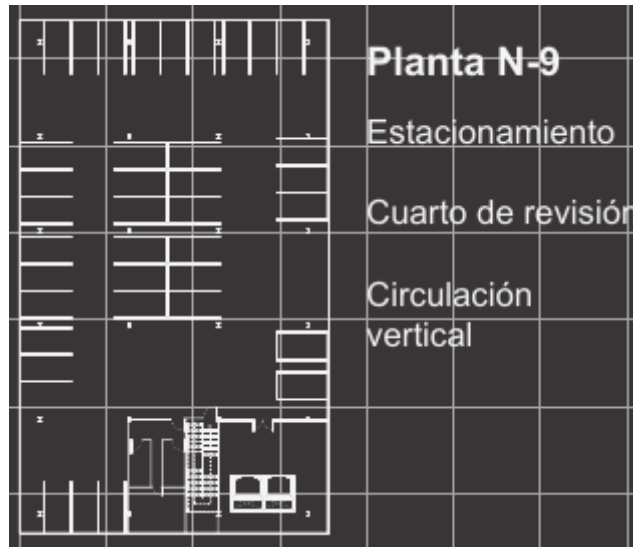 Planta N-9
Estacionamiento
Cuarto de revisión
Circulación
vertical